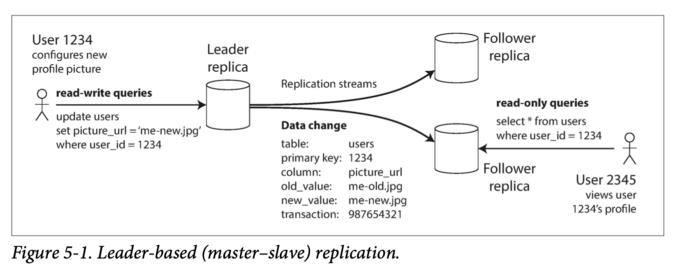 User 1234
configures new
profile picture
read-write queries
update users
set picture_url = 'me-new.jpg'
where user_id = 1234
Leader
replica
Replication streams
Data change
table: users
primary key: 1234
column: picture_url
old_value: me-old.jpg
new_value: me-new.jpg
transaction: 987654321
Follower
replica
read-only queries
select * from users
where user_id = 1234
Follower
replica
User 2345
views user
1234's profile
Figure 5-1. Leader-based (master–slave) replication.